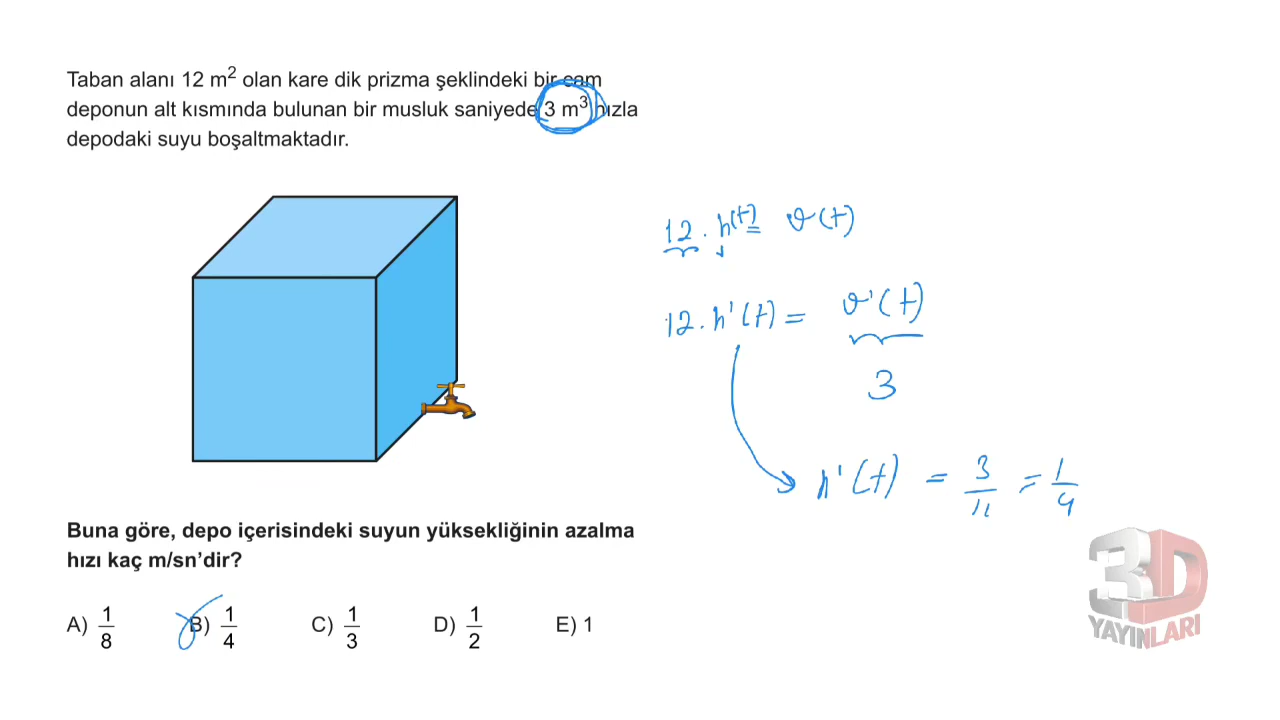 Taban alanı 12 m² olan kare dik prizma şeklindeki bir cam
deponun alt kısmında bulunan bir musluk saniyede 3 m³ hızla
depodaki suyu boşaltmaktadır.
12 . h(t) = v(t)
12 . h'(t) = v'(t)
3
h'(t) = 3/12 = 1/4
Buna göre, depo içerisindeki suyun yüksekliğinin azalma
hızı kaç m/sn'dir?
A) 1/8 B) 1/4 C) 1/3 D) 1/2 E) 1
3D
YAYINLARI